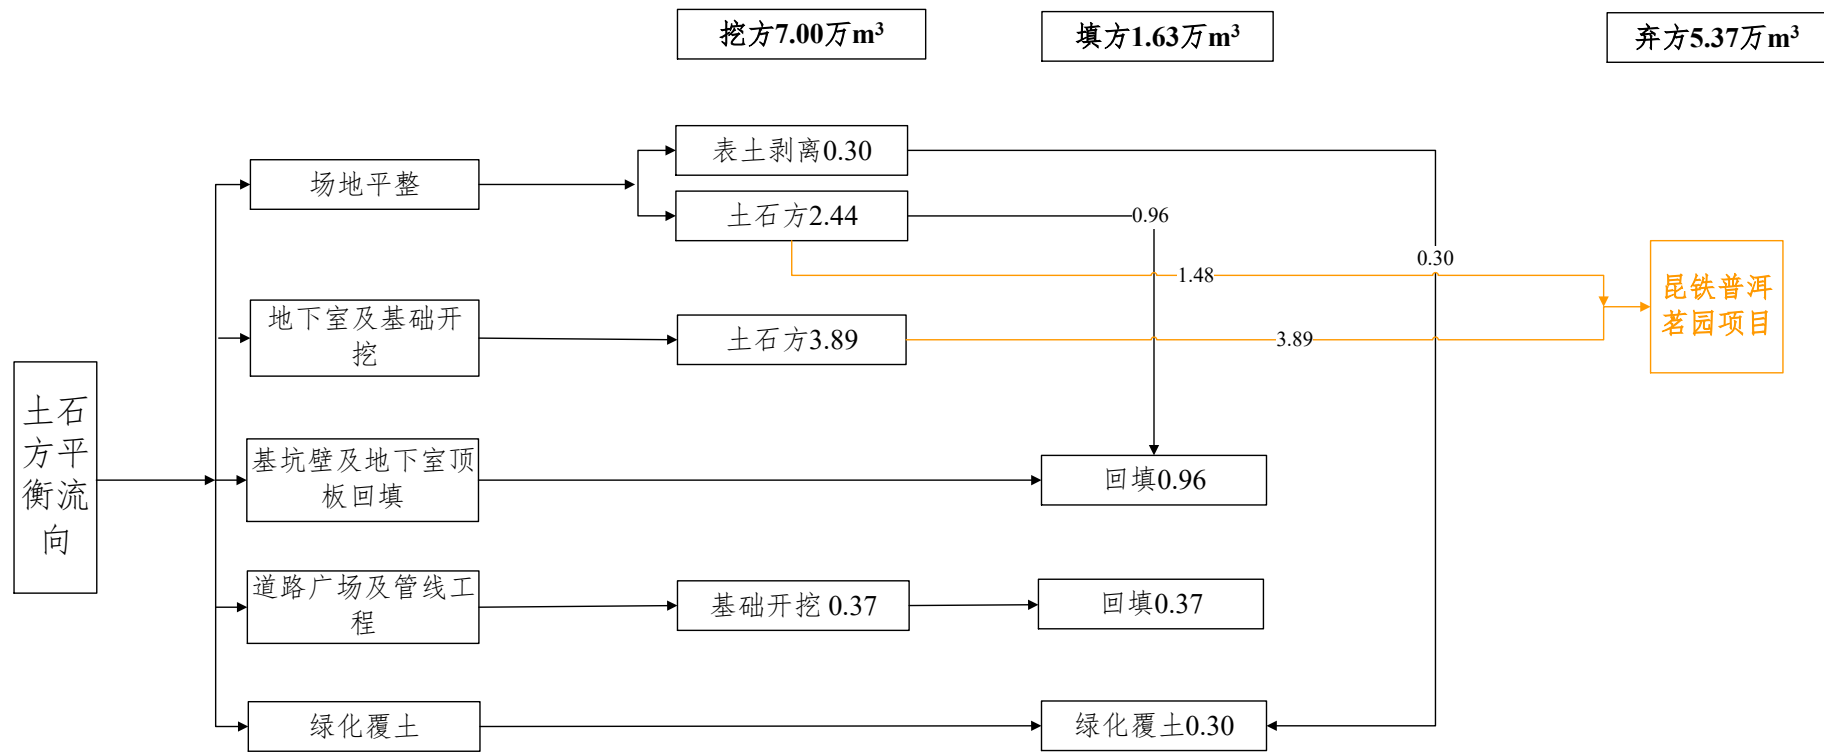 挖方7.00万m³
填方1.63万m³
弃方5.37万m³
表土剥离0.30
场地平整
土石方2.44
0.96
0.30
1.48
昆铁普洱
茗园项目
地下室及基础开
挖
土石方3.89
3.89
土石
方平
衡流
向
基坑壁及地下室顶
板回填
回填0.96
道路广场及管线工
程
基础开挖 0.37
回填0.37
绿化覆土
绿化覆土0.30